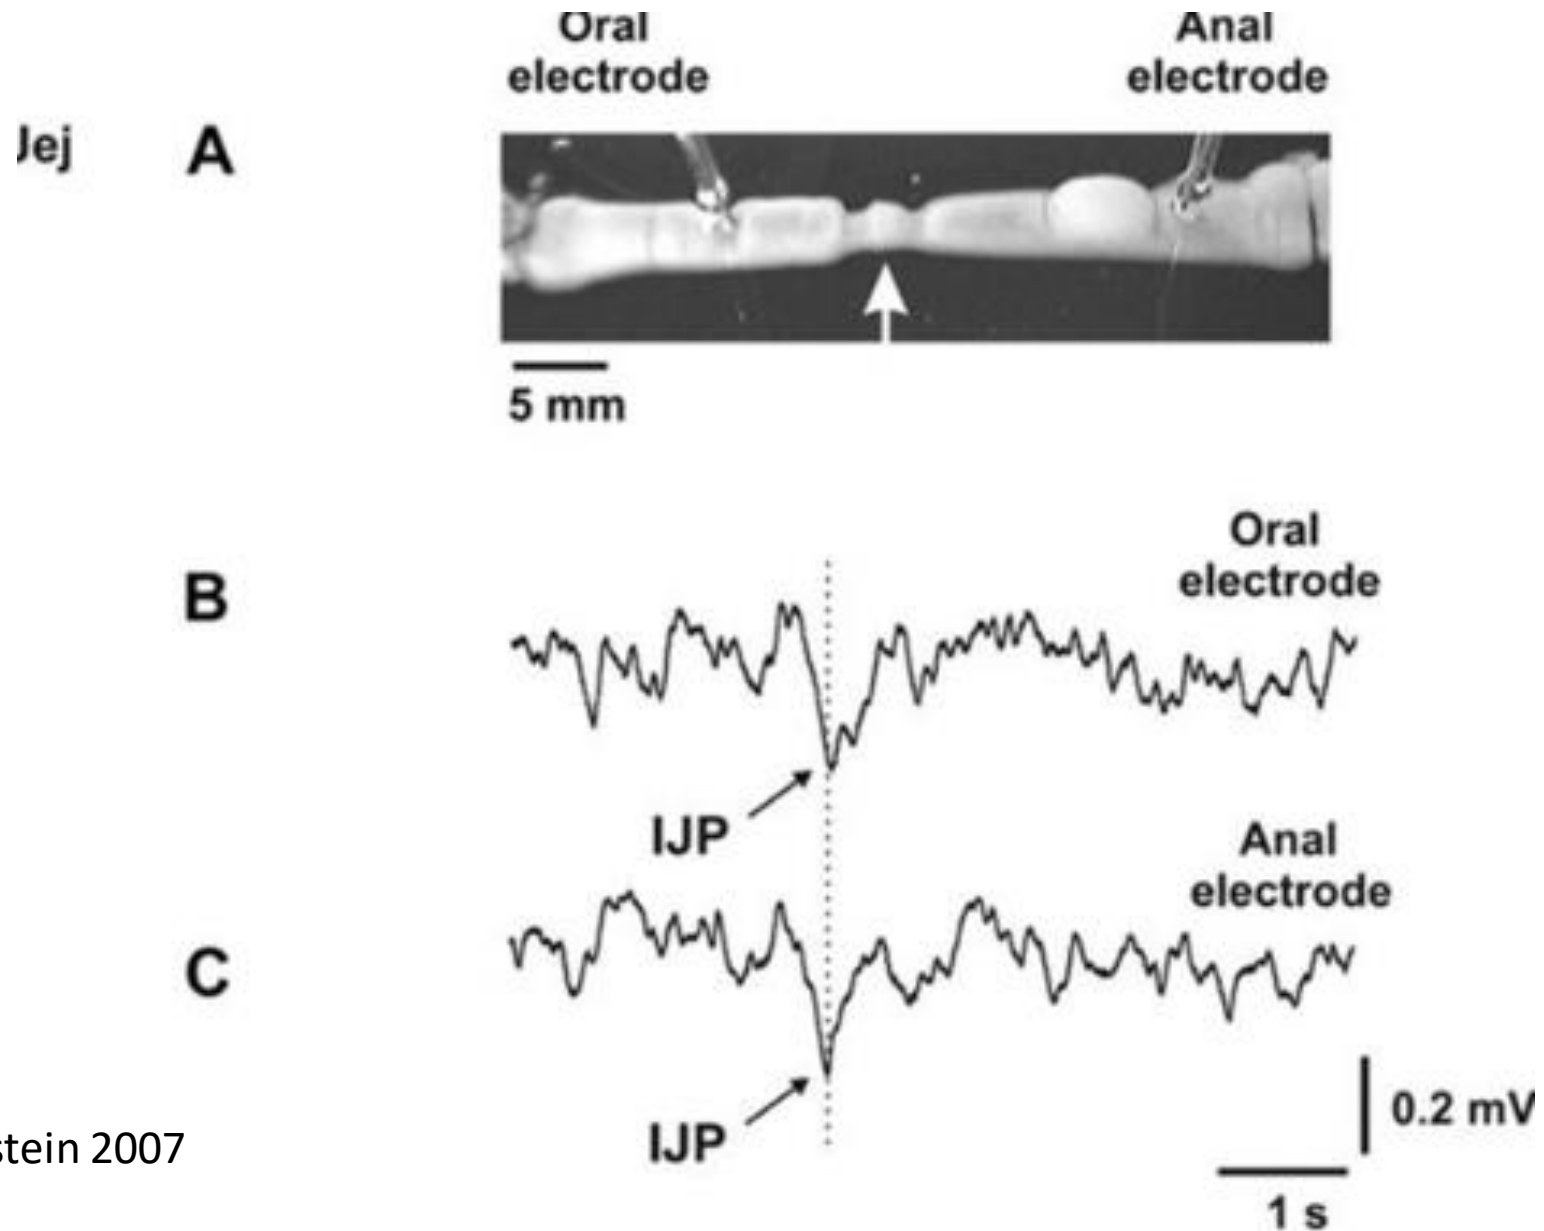 Oral
electrode
Anal
electrode
Jej
A
5 mm
B
Oral
electrode
IJP
Anal
electrode
C
IJP
0.2 mV
stein 2007
1 s